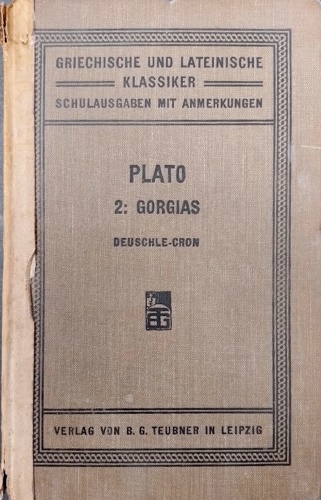 GRIECHISCHE UND LATEINISCHE
KLASSIKER
SCHULAUSGABEN MIT ANMERKUNGEN
PLATO
2: GORGIAS
DEUSCHLE-CRON
VERLAG VON B. G. TEUBNER IN LEIPZIG